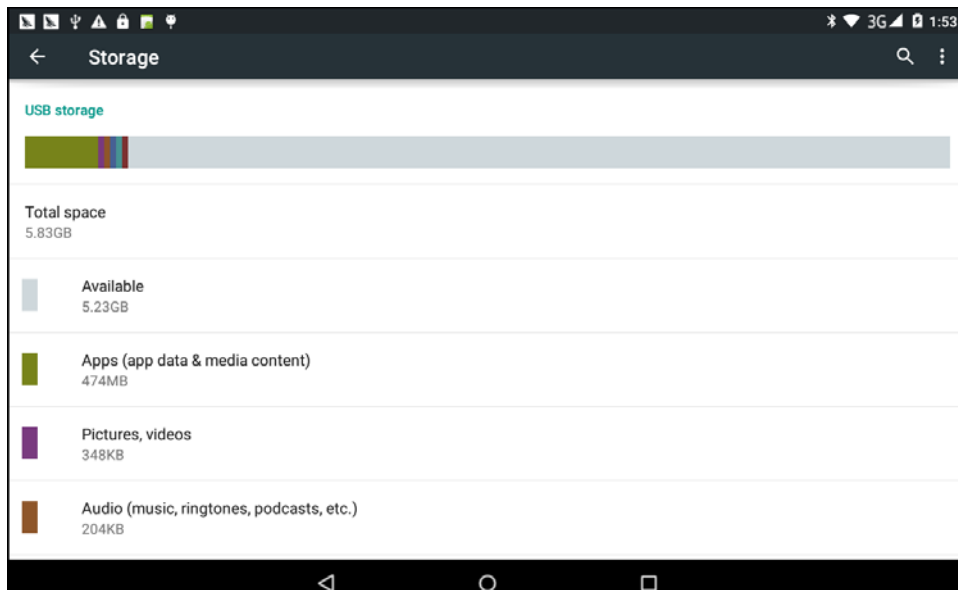 3G 1:53
Storage
USB storage
Total space
5.83GB
Available
5.23GB
Apps (app data & media content)
474MB
Pictures, videos
348KB
Audio (music, ringtones, podcasts, etc.)
204KB